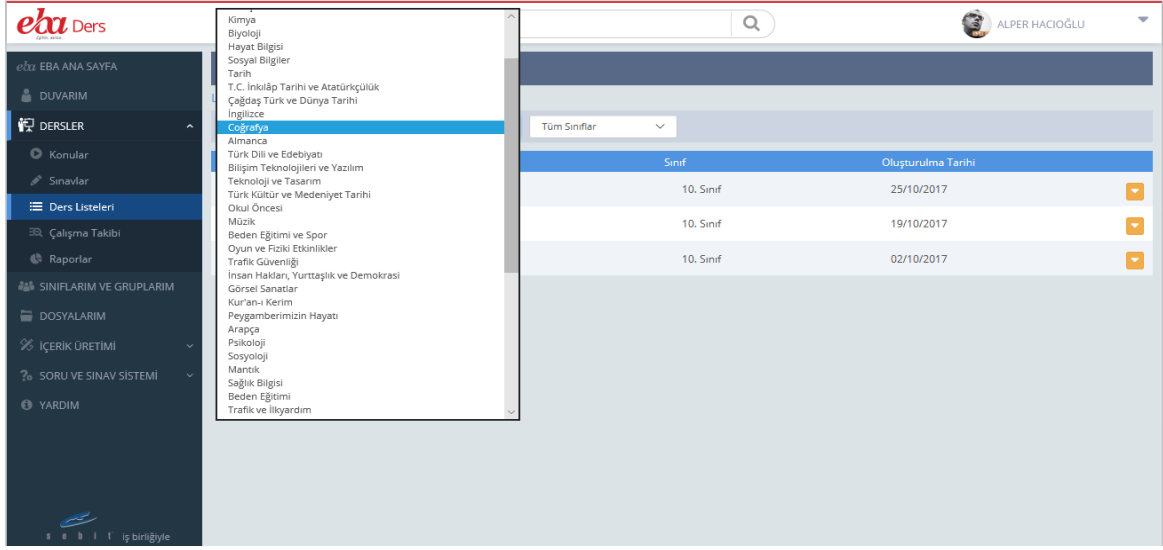 eba Ders
ALPER HACIOĞLU
eba EBA ANA SAYFA
DUVARIM
DERSLER
Konular
Sınavlar
Ders Listeleri
Çalışma Takibi
Raporlar
SINIFLARIM VE GRUPLARIM
DOSYALARIM
İÇERİK ÜRETİMİ
SORU VE SINAV SİSTEMİ
YARDIM
sebit iş birliğiyle
Kimya
Biyoloji
Hayat Bilgisi
Sosyal Bilgiler
Tarih
T.C. İnkılâp Tarihi ve Atatürkçülük
Çağdaş Türk ve Dünya Tarihi
İngilizce
Coğrafya
Almanca
Türk Dili ve Edebiyatı
Bilişim Teknolojileri ve Yazılım
Teknoloji ve Tasarım
Türk Kültür ve Medeniyet Tarihi
Okul Öncesi
Müzik
Beden Eğitimi ve Spor
Oyun ve Fiziki Etkinlikler
Trafik Güvenliği
İnsan Hakları, Yurttaşlık ve Demokrasi
Görsel Sanatlar
Kur'an-ı Kerim
Peygamberimizin Hayatı
Arapça
Psikoloji
Sosyoloji
Mantık
Sağlık Bilgisi
Beden Eğitimi
Trafik ve İlkyardım
Tüm Sınıflar
Sınıf Oluşturulma Tarihi
10. Sınıf 25/10/2017
10. Sınıf 19/10/2017
10. Sınıf 02/10/2017